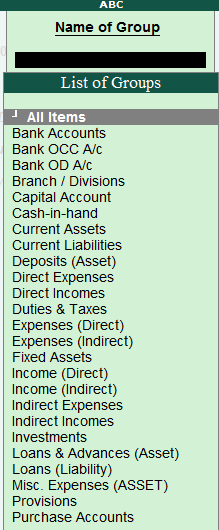 ABC
Name of Group
List of Groups
┘ All Items
Bank Accounts
Bank OCC A/c
Bank OD A/c
Branch / Divisions
Capital Account
Cash-in-hand
Current Assets
Current Liabilities
Deposits (Asset)
Direct Expenses
Direct Incomes
Duties & Taxes
Expenses (Direct)
Expenses (Indirect)
Fixed Assets
Income (Direct)
Income (Indirect)
Indirect Expenses
Indirect Incomes
Investments
Loans & Advances (Asset)
Loans (Liability)
Misc. Expenses (ASSET)
Provisions
Purchase Accounts